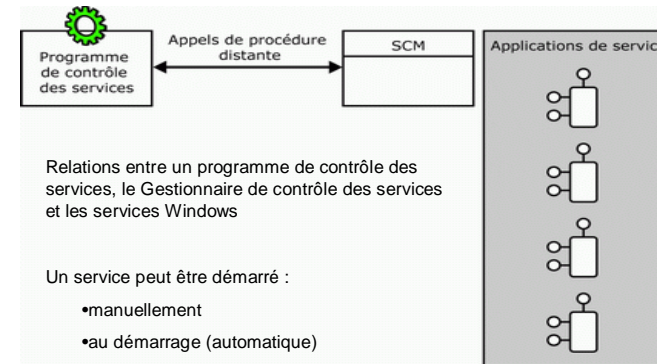 Programme
de contrôle
des services
Appels de procédure
distante
SCM
Applications de servic
Relations entre un programme de contrôle des
services, le Gestionnaire de contrôle des services
et les services Windows
Un service peut être démarré :
•manuellement
•au démarrage (automatique)